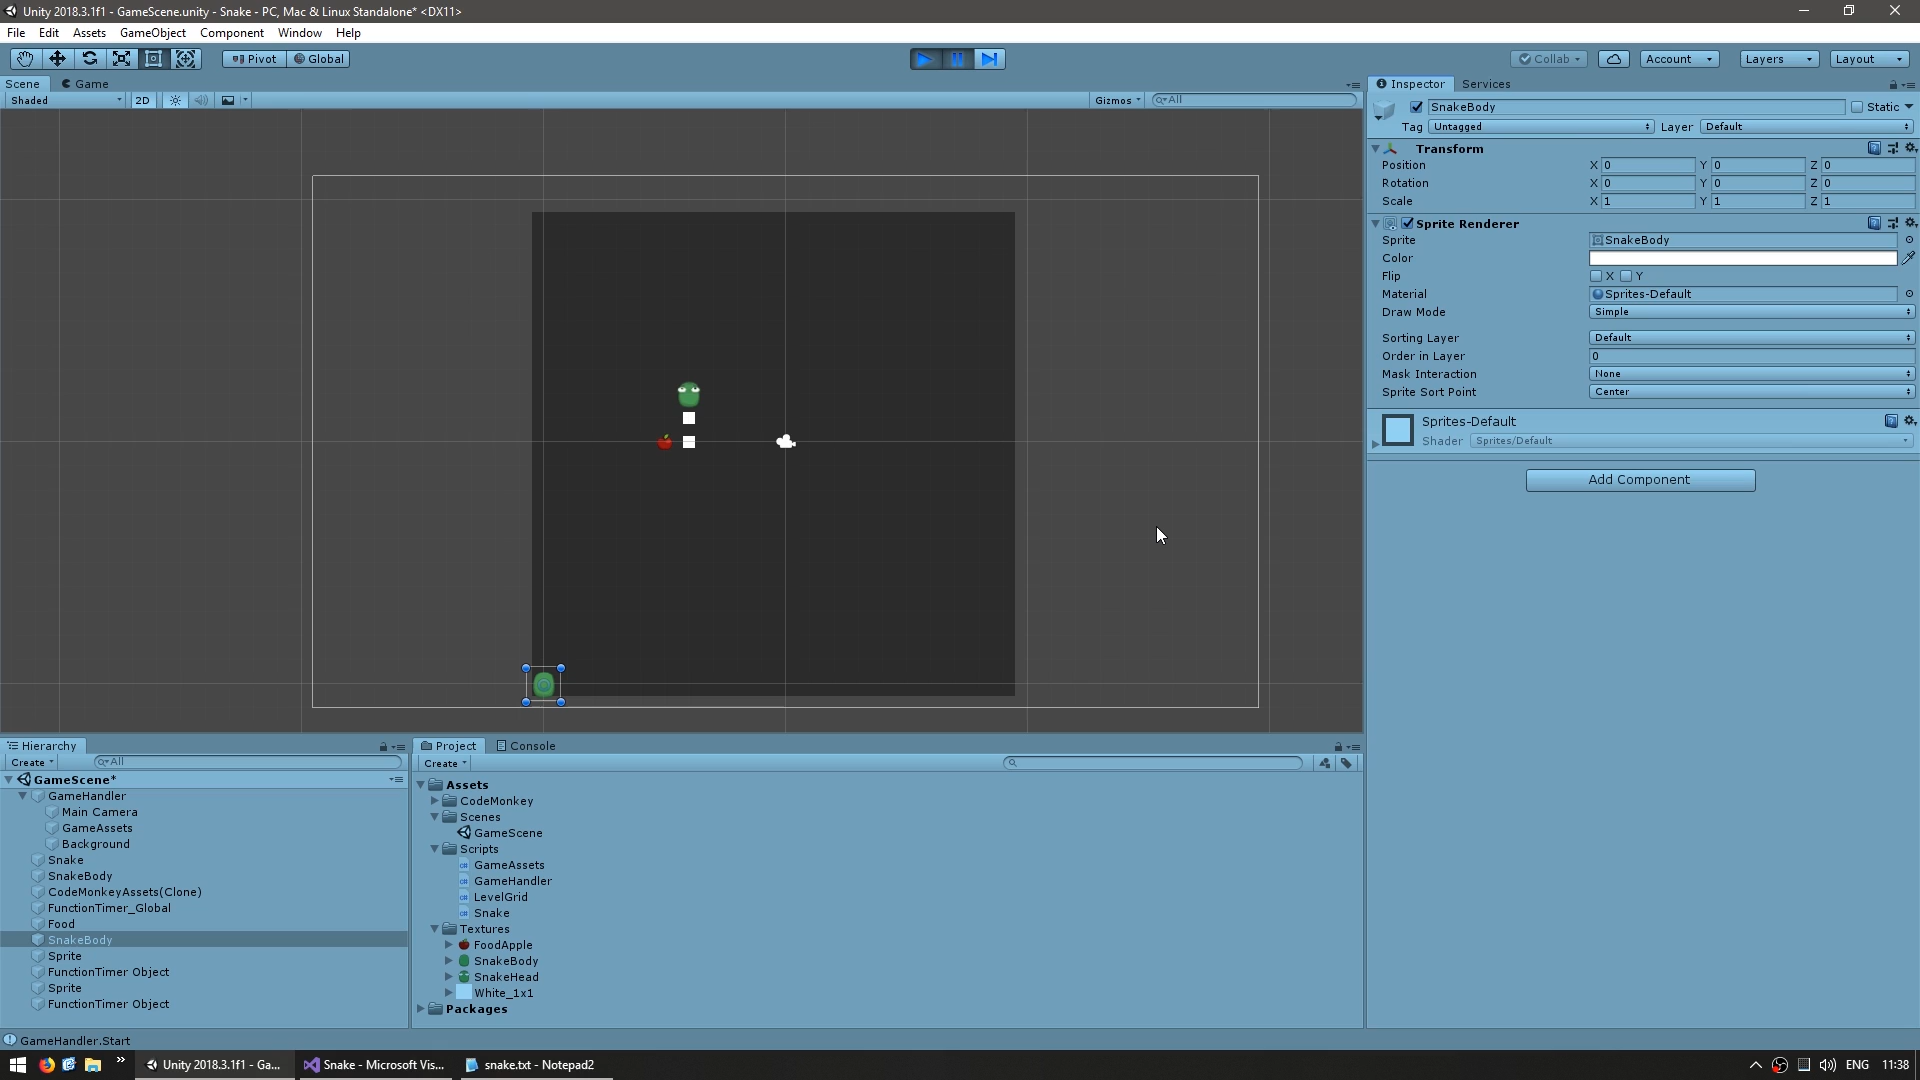 Unity 2018.3.1f1 - GameScene.unity - Snake - PC, Mac & Linux Standalone* <DX11>
File Edit Assets GameObject Component Window Help
Pivot Global Collab Account Layers Layout
Scene Game
Shaded 2D Gizmos All
Inspector Services
SnakeBody Static
Tag Untagged Layer Default
Transform
Position X 0 Y 0 Z 0
Rotation X 0 Y 0 Z 0
Scale X 1 Y 1 Z 1
Sprite Renderer
Sprite SnakeBody
Color
Flip X Y
Material Sprites-Default
Draw Mode Simple
Sorting Layer Default
Order in Layer 0
Mask Interaction None
Sprite Sort Point Center
Sprites-Default
Shader Sprites/Default
Add Component
Hierarchy
Create All
GameScene*
GameHandler
Main Camera
GameAssets
Background
Snake
SnakeBody
CodeMonkeyAssets(Clone)
FunctionTimer_Global
Food
SnakeBody
Sprite
FunctionTimer Object
Sprite
FunctionTimer Object
Project Console
Create
Assets
CodeMonkey
Scenes
GameScene
Scripts
GameAssets
GameHandler
LevelGrid
Snake
Textures
FoodApple
SnakeBody
SnakeHead
White_1x1
Packages
GameHandler.Start
Unity 2018.3.1f1 - Ga... Snake - Microsoft Vis... snake.txt - Notepad2 ENG 11:38